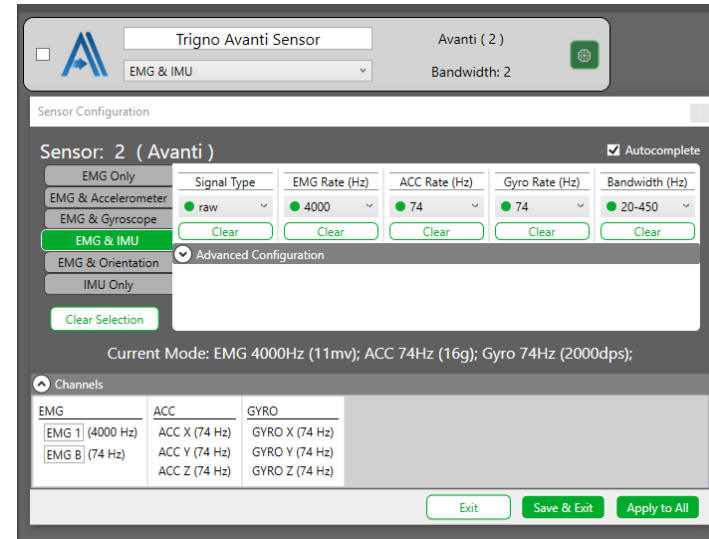 Trigno Avanti Sensor
Avanti ( 2 )
EMG & IMU
Bandwidth: 2
Sensor Configuration
x
Sensor: 2 ( Avanti )
Autocomplete
EMG Only
EMG & Accelerometer
EMG & Gyroscope
EMG & IMU
EMG & Orientation
IMU Only
Clear Selection
Signal Type EMG Rate (Hz) ACC Rate (Hz) Gyro Rate (Hz) Bandwidth (Hz)
raw 4000 74 74 20-450
Clear Clear Clear Clear Clear
Advanced Configuration
Current Mode: EMG 4000Hz (11mv); ACC 74Hz (16g); Gyro 74Hz (2000dps);
Channels
EMG ACC GYRO
EMG 1 (4000 Hz) ACC X (74 Hz) GYRO X (74 Hz)
EMG B (74 Hz) ACC Y (74 Hz) GYRO Y (74 Hz)
ACC Z (74 Hz) GYRO Z (74 Hz)
Exit Save & Exit Apply to All